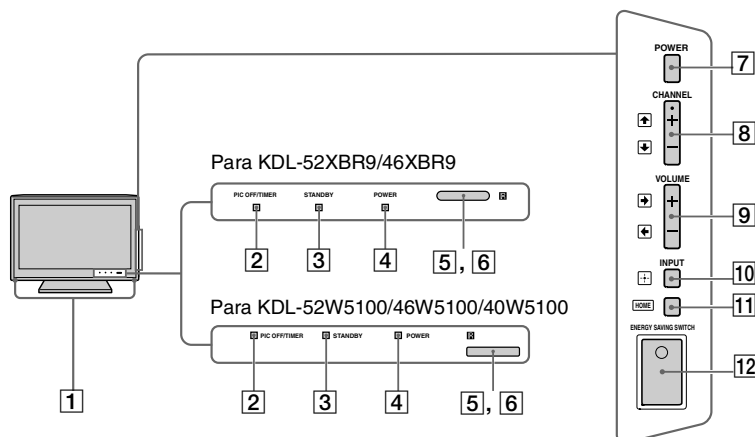 POWER
7
CHANNEL
+
8
−
Para KDL-52XBR9/46XBR9
PIC OFF/TIMER STANDBY POWER
VOLUME
+
9
−
2 3 4 5, 6
INPUT
10
HOME
11
Para KDL-52W5100/46W5100/40W5100
ENERGY SAVING SWITCH
PIC OFF/TIMER STANDBY POWER
12
1
2 3 4 5, 6